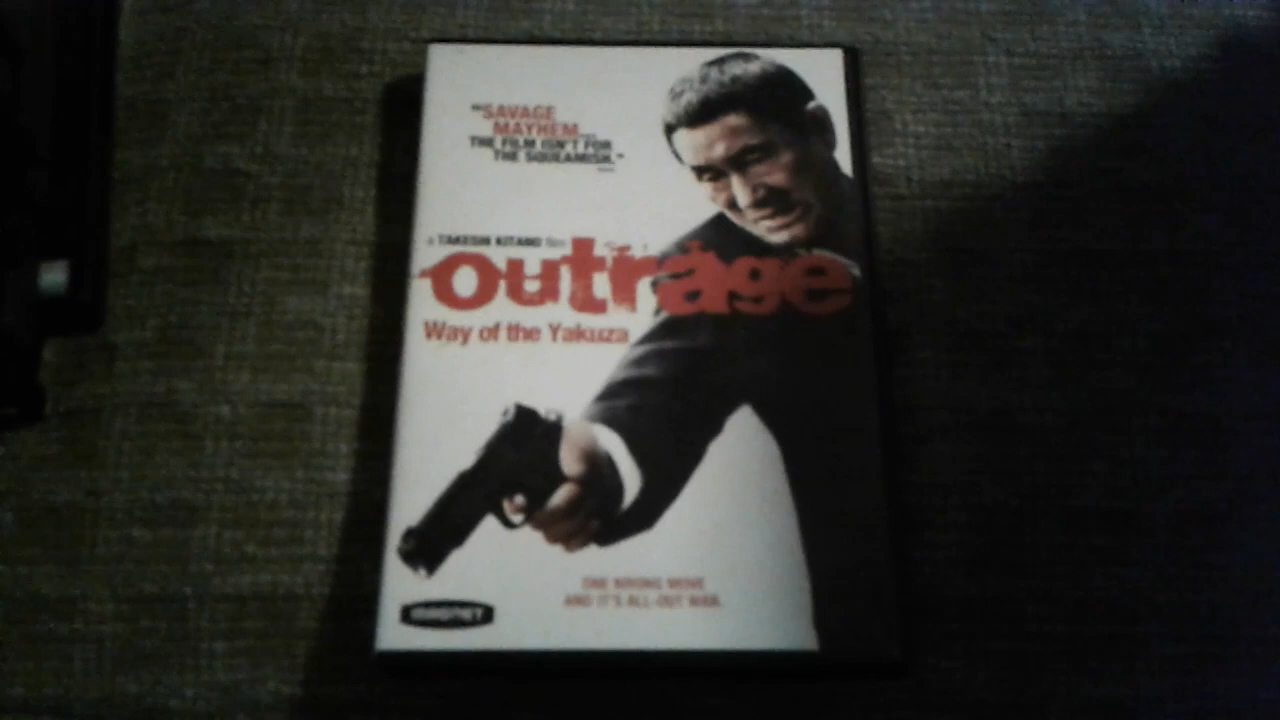 "SAVAGE
MAYHEM...
THE FILM ISN'T FOR
THE SQUEAMISH."
a TAKESHI KITANO film
outrage
Way of the Yakuza
ONE WRONG MOVE
AND IT'S ALL-OUT WAR.
MAGNET